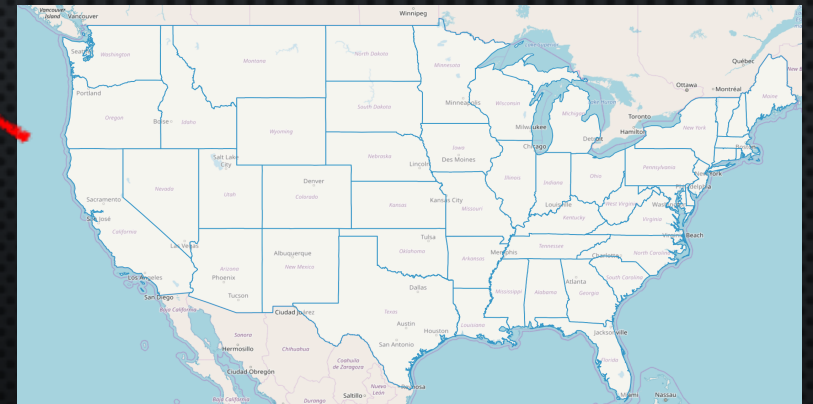 Vancouver Island
Vancouver
Winnipeg
Washington
Montana
North Dakota
Minnesota
Québec
Portland
Ottawa
Montréal
Maine
South Dakota
Minneapolis
Wisconsin
Michigan
Lake Huron
Toronto
Oregon
Boise
Idaho
Milwaukee
Hamilton
New York
Wyoming
Detroit
Chicago
Salt Lake City
Nebraska
Iowa
Des Moines
Lincoln
Pennsylvania
New York
Denver
Illinois
Indiana
Ohio
Philadelphia
Nevada
Utah
Colorado
Sacramento
Kansas
Kansas City
Missouri
Louisville
West Virginia
San José
Kentucky
Virginia
California
Las Vegas
Tulsa
Virginia Beach
Albuquerque
Oklahoma
Memphis
Tennessee
Charlotte
North Carolina
Arizona
New Mexico
Arkansas
Los Angeles
Phoenix
South Carolina
Atlanta
San Diego
Tucson
Dallas
Mississippi
Alabama
Georgia
Baja California
Ciudad Juárez
Texas
Austin
Houston
Louisiana
Jacksonville
Sonora
San Antonio
Hermosillo
Chihuahua
Coahuila de Zaragoza
Florida
Ciudad Obregón
Nuevo León
Reynosa
Saltillo
Durango
Miami
Nassau